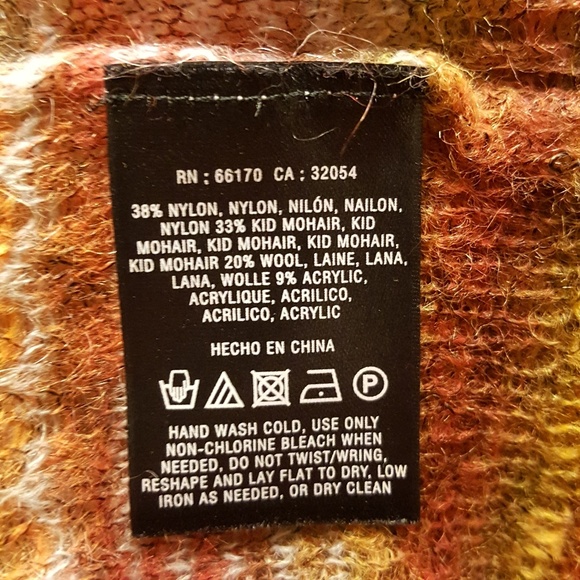 RN : 66170 CA : 32054
38% NYLON, NYLON, NILÓN, NAILON,
NYLON 33% KID MOHAIR, KID
MOHAIR, KID MOHAIR, KID MOHAIR,
KID MOHAIR 20% WOOL, LAINE, LANA,
LANA, WOLLE 9% ACRYLIC,
ACRYLIQUE, ACRILICO,
ACRILICO, ACRYLIC
HECHO EN CHINA
P
HAND WASH COLD, USE ONLY
NON-CHLORINE BLEACH WHEN
NEEDED, DO NOT TWIST/WRING,
RESHAPE AND LAY FLAT TO DRY, LOW
IRON AS NEEDED, OR DRY CLEAN